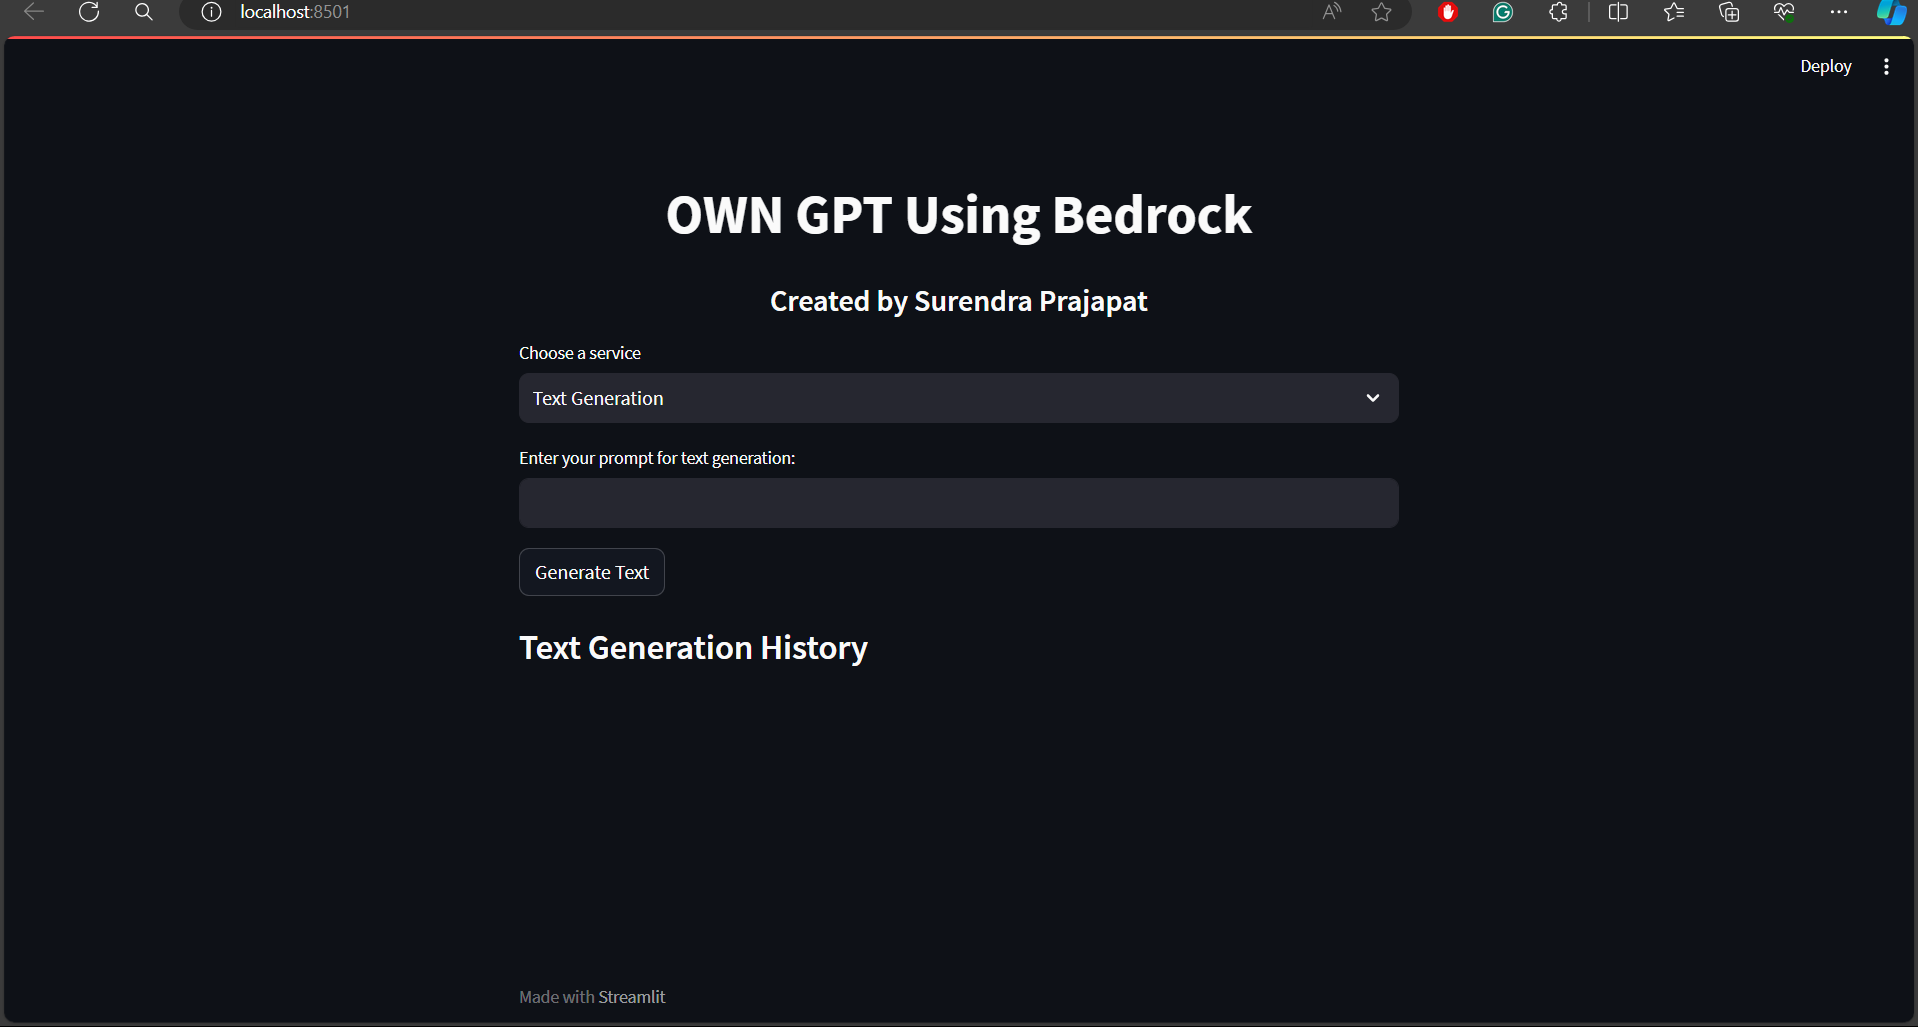 localhost:8501
Deploy
OWN GPT Using Bedrock
Created by Surendra Prajapat
Choose a service
Text Generation
Enter your prompt for text generation:
Generate Text
Text Generation History
Made with Streamlit